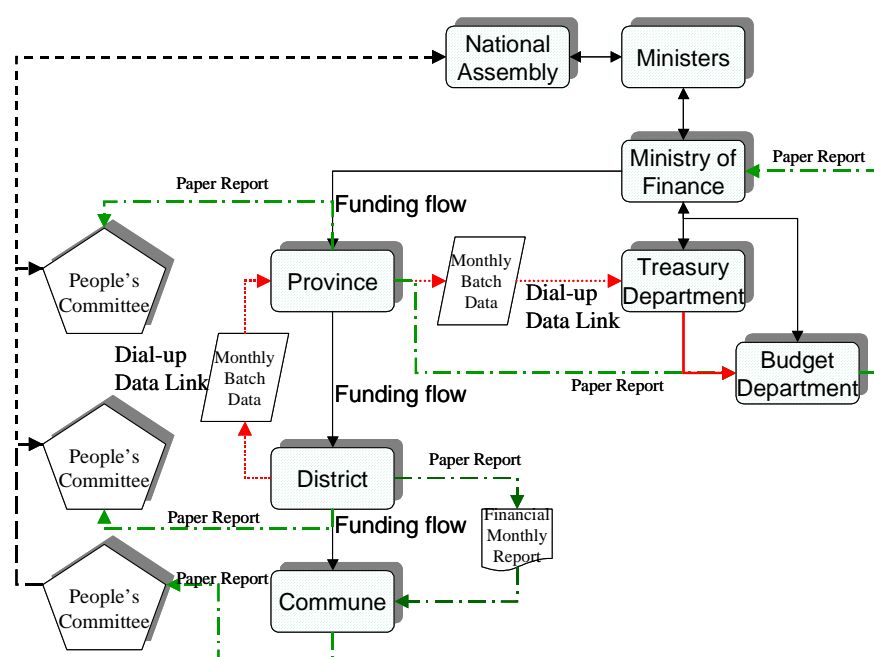 National
Assembly
Ministers
Ministry of
Finance
Paper Report
Paper Report
Funding flow
People's
Committee
Province
Monthly
Batch
Data
Treasury
Department
Dial-up
Data Link
Dial-up
Data Link
Monthly
Batch
Data
Paper Report
Budget
Department
Funding flow
People's
Committee
District
Paper Report
Paper Report
Funding flow
Financial
Monthly
Report
People's
Committee
Paper Report
Commune